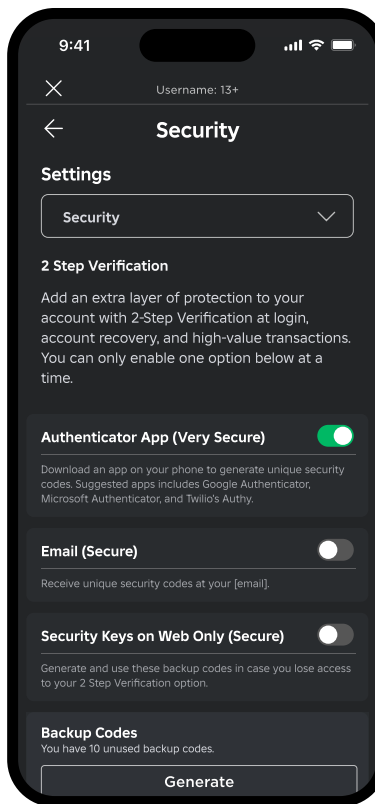 9:41
Username: 13+
Security
Settings
Security
2 Step Verification
Add an extra layer of protection to your
account with 2-Step Verification at login,
account recovery, and high-value transactions.
You can only enable one option below at a
time.
Authenticator App (Very Secure)
Download an app on your phone to generate unique security
codes. Suggested apps includes Google Authenticator,
Microsoft Authenticator, and Twilio's Authy.
Email (Secure)
Receive unique security codes at your [email].
Security Keys on Web Only (Secure)
Generate and use these backup codes in case you lose access
to your 2 Step Verification option.
Backup Codes
You have 10 unused backup codes.
Generate